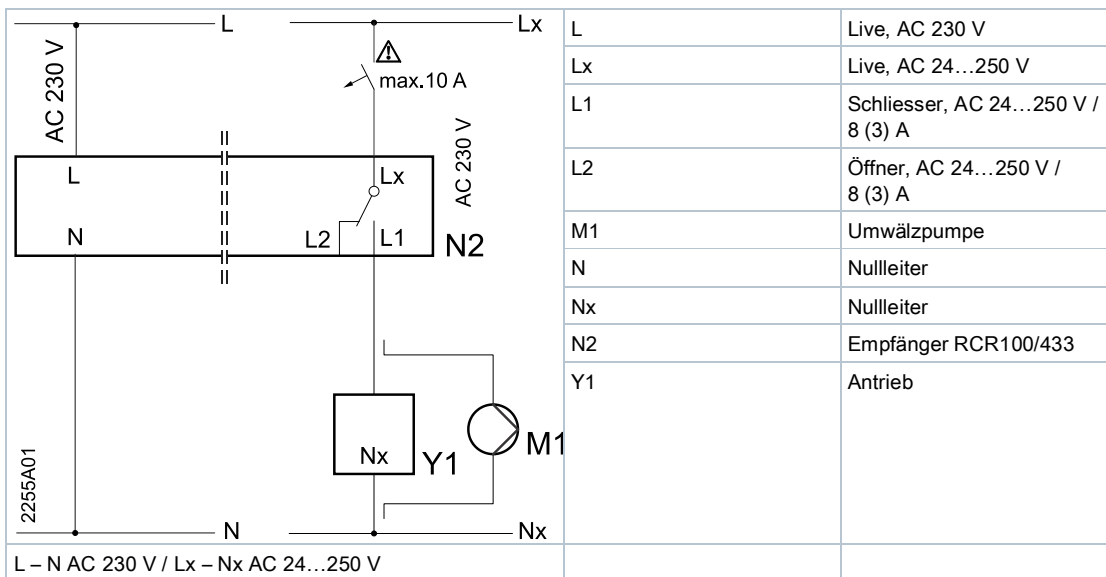 L
Lx
AC 230 V
max.10 A
AC 230 V
L
Lx
N
L2
L1
N2
Nx
Y1
M1
2255A01
N
Nx
L – N AC 230 V / Lx – Nx AC 24…250 V
L Live, AC 230 V
Lx Live, AC 24…250 V
L1 Schliesser, AC 24…250 V /
8 (3) A
L2 Öffner, AC 24…250 V /
8 (3) A
M1 Umwälzpumpe
N Nullleiter
Nx Nullleiter
N2 Empfänger RCR100/433
Y1 Antrieb